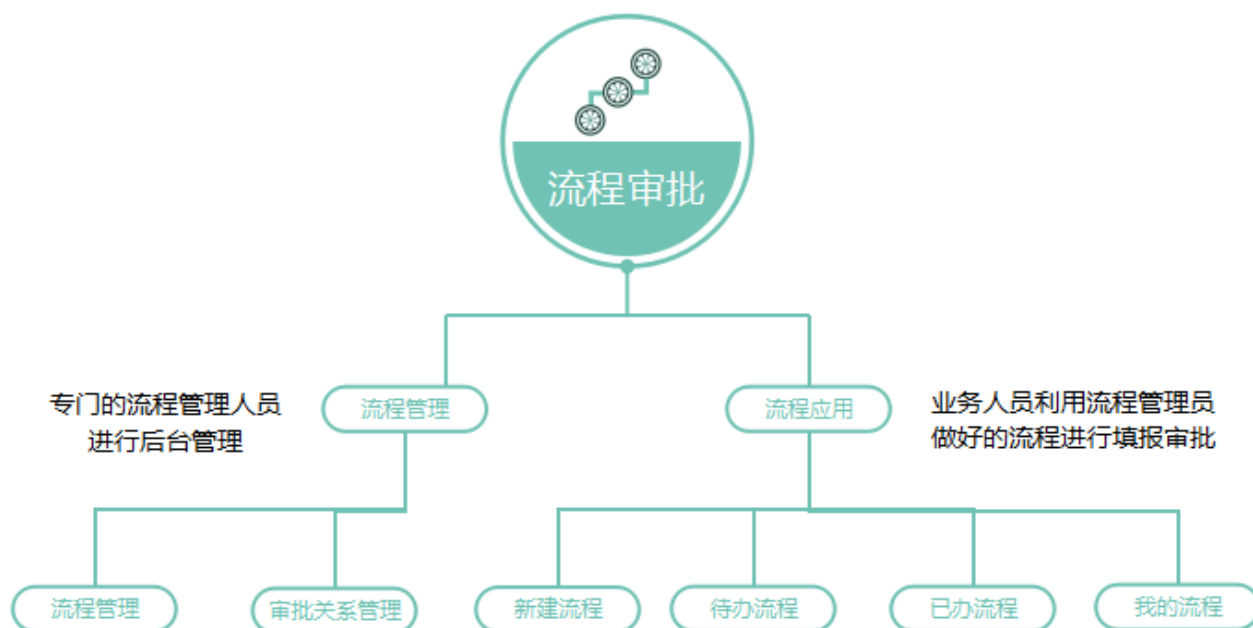 流程审批
专门的流程管理人员
进行后台管理
流程管理
流程应用
业务人员利用流程管理员
做好的流程进行填报审批
流程管理
审批关系管理
新建流程
待办流程
已办流程
我的流程